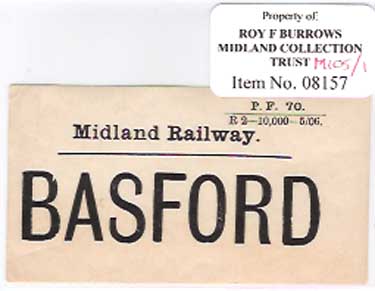 Property of:
ROY F BURROWS
MIDLAND COLLECTION
TRUST M105/1
Item No. 08157
P. F. 70.
R 2—10,000—5/06.
Midland Railway.
BASFORD